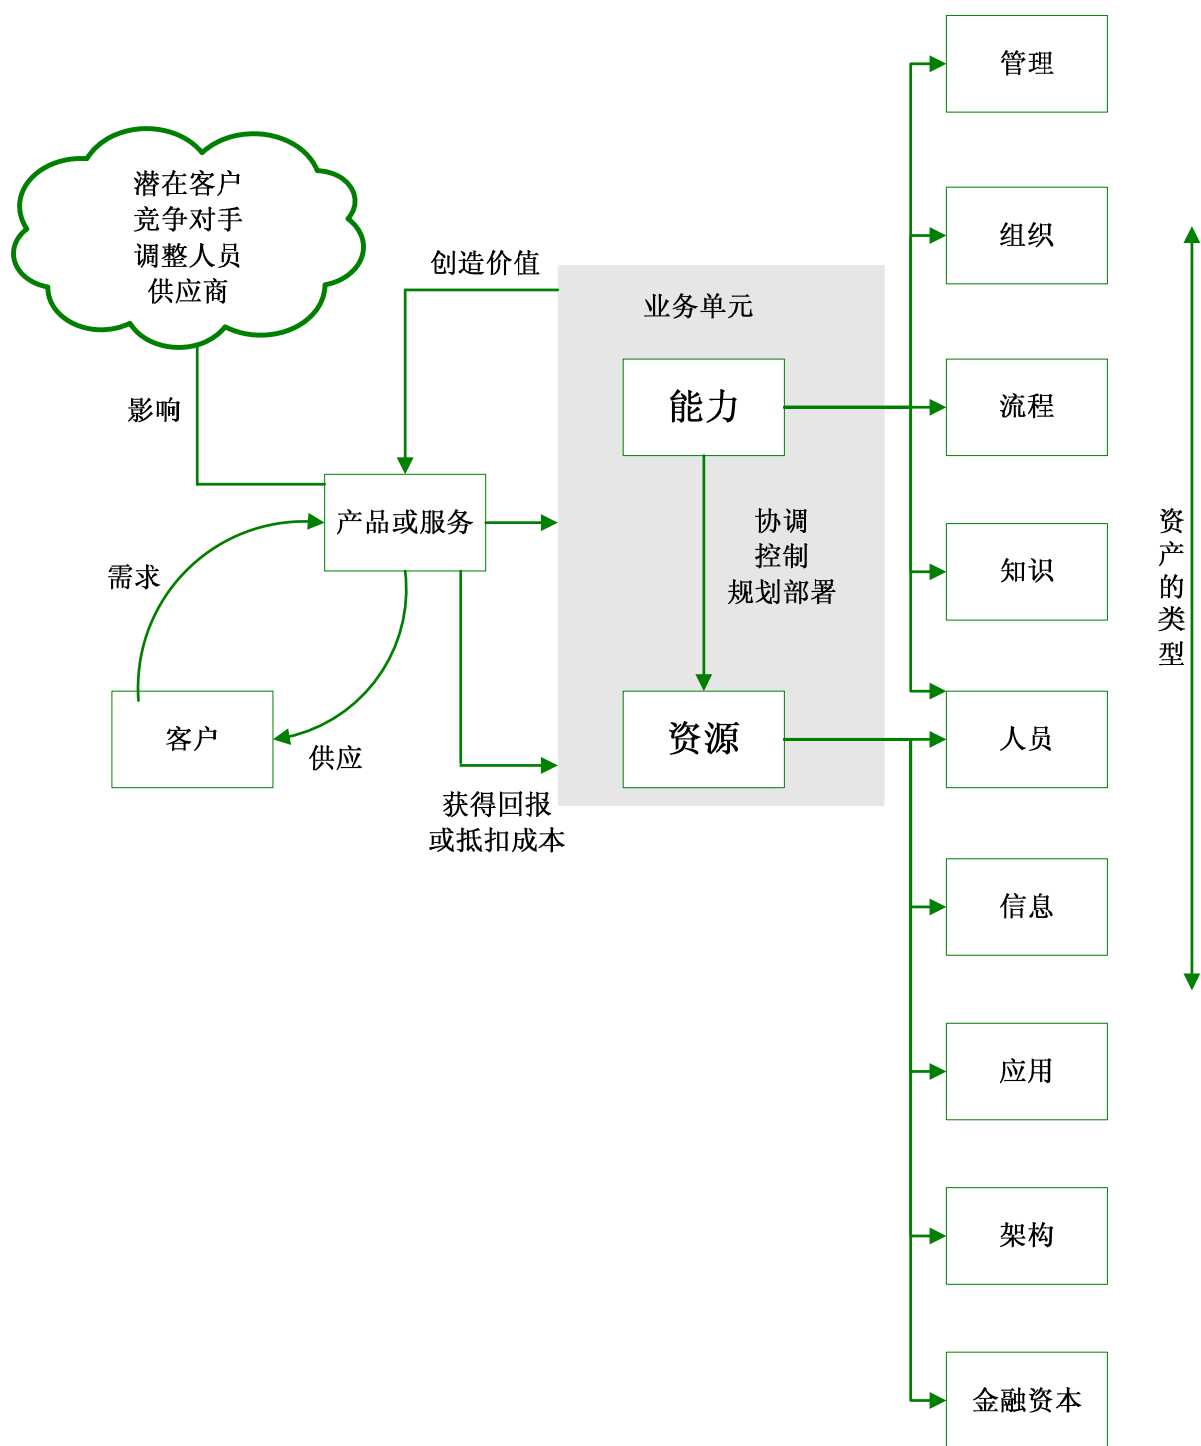 潜在客户
竞争对手
调整人员
供应商
影响
需求
客户
供应
产品或服务
创造价值
获得回报
或抵扣成本
业务单元
能力
协调
控制
规划部署
资源
管理
组织
流程
知识
人员
信息
应用
架构
金融资本
资产的类型